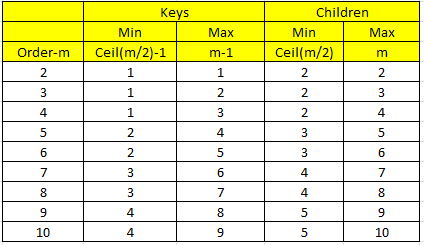 Keys Children
Min Max Min Max
Order-m Ceil(m/2)-1 m-1 Ceil(m/2) m
2 1 1 2 2
3 1 2 2 3
4 1 3 2 4
5 2 4 3 5
6 2 5 3 6
7 3 6 4 7
8 3 7 4 8
9 4 8 5 9
10 4 9 5 10